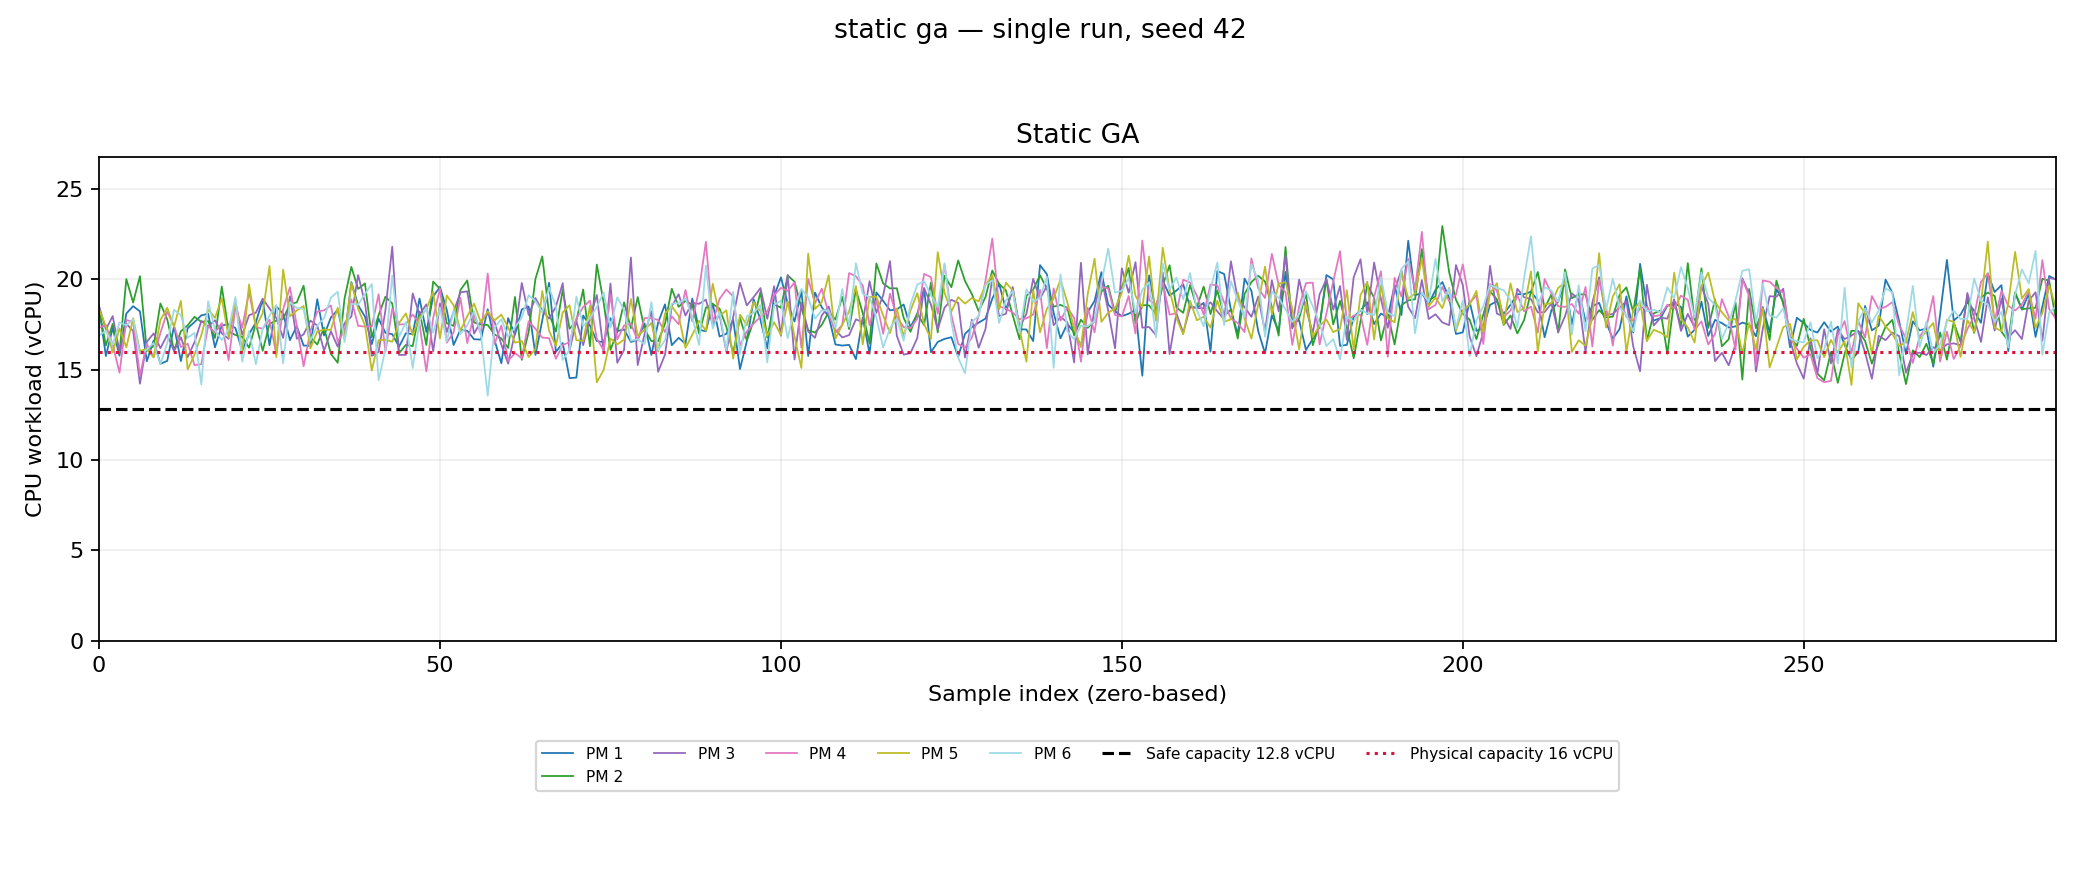 static ga — single run, seed 42
Static GA
CPU workload (vCPU)
25
20
15
10
5
0
0 50 100 150 200 250
Sample index (zero-based)
PM 1 PM 3 PM 4 PM 5 PM 6 Safe capacity 12.8 vCPU Physical capacity 16 vCPU
PM 2